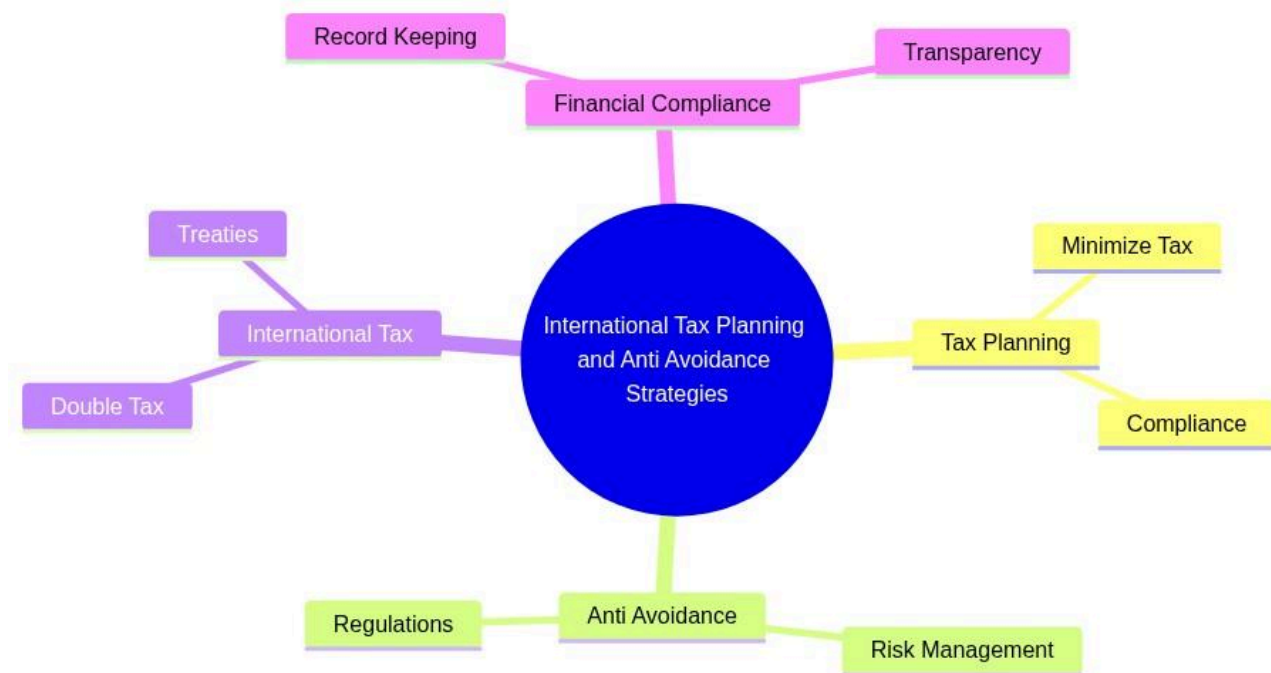 Record Keeping
Transparency
Financial Compliance
Treaties
Minimize Tax
International Tax
International Tax Planning
and Anti Avoidance
Strategies
Tax Planning
Double Tax
Compliance
Regulations
Anti Avoidance
Risk Management